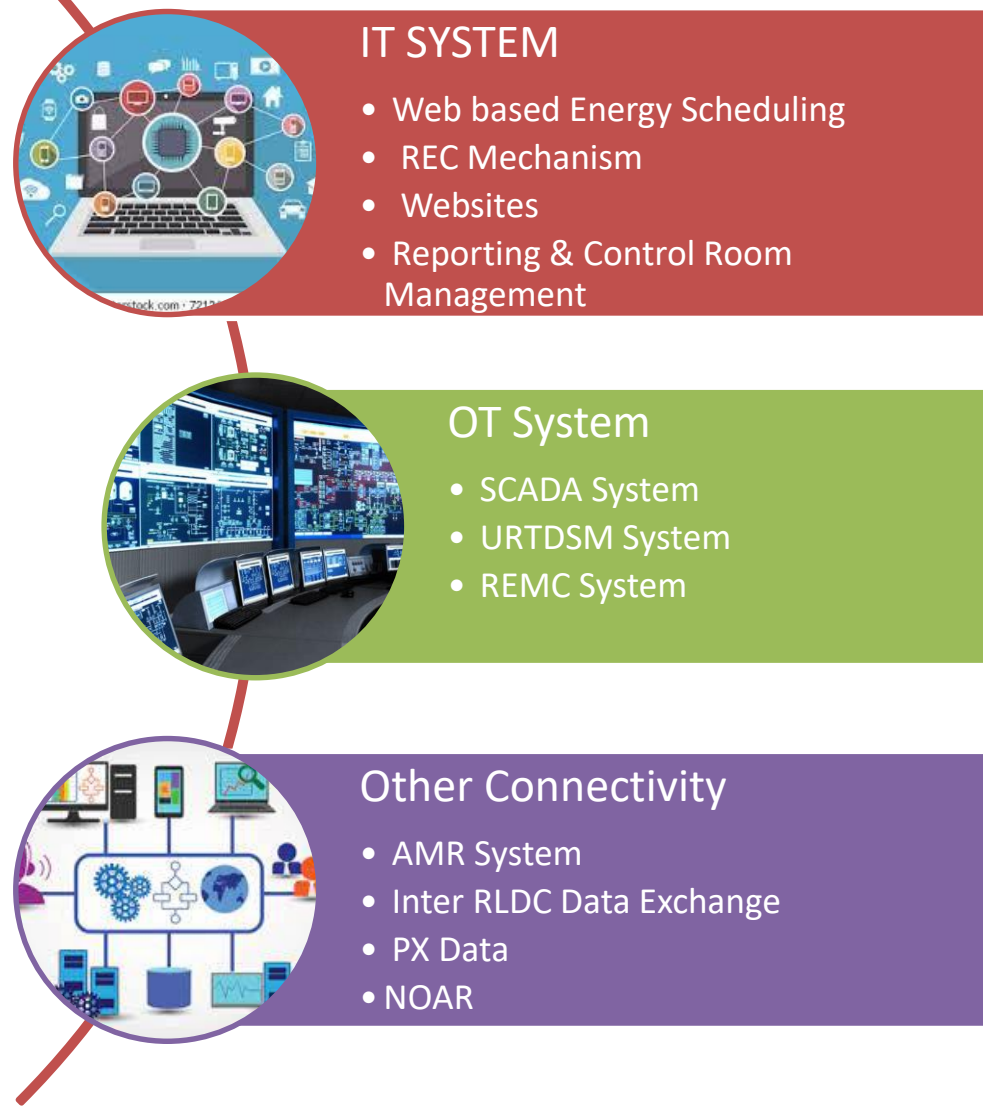 IT SYSTEM
• Web based Energy Scheduling
• REC Mechanism
• Websites
• Reporting & Control Room
Management
OT System
• SCADA System
• URTDSM System
• REMC System
Other Connectivity
• AMR System
• Inter RLDC Data Exchange
• PX Data
• NOAR